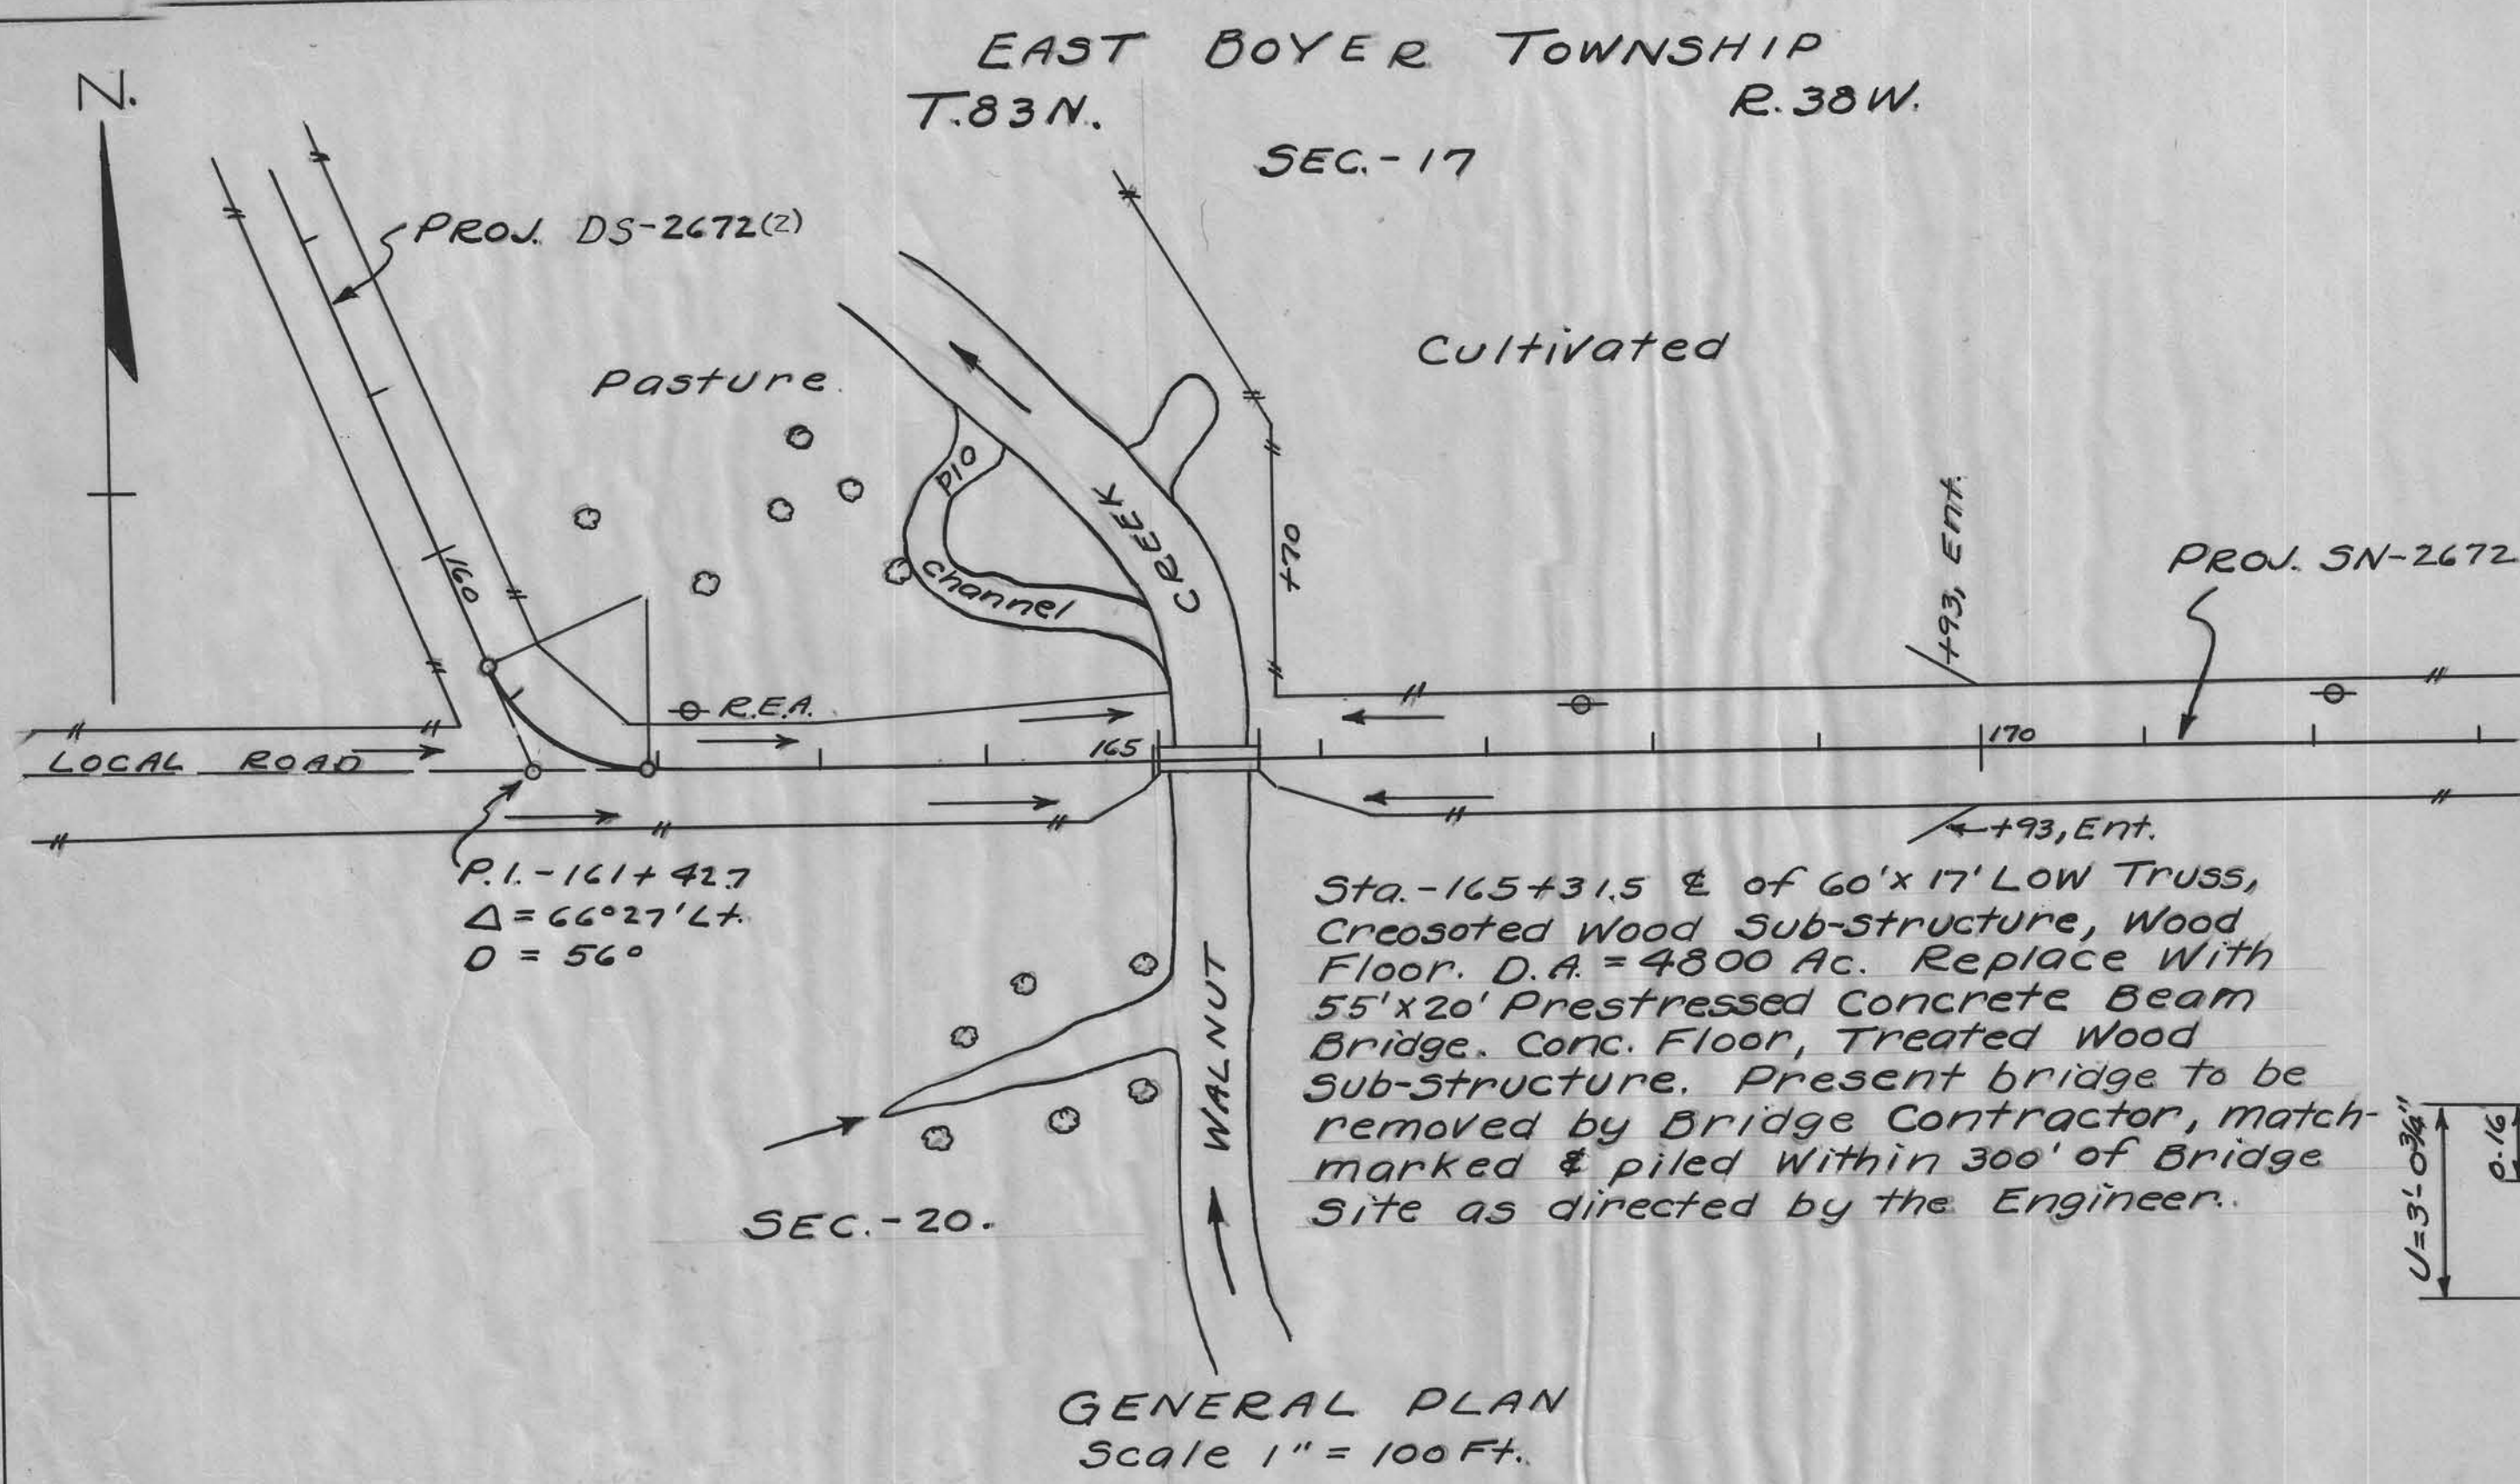 EAST BOYER TOWNSHIP
T.83N. R.38W.
SEC.-17
N.
PROJ. DS-2672(2)
Pasture.
Cultivated
Old
Channel
CREEK
+70
+93, Ent.
PROJ. SN-2672
160
R.E.A.
LOCAL ROAD
165
170
+93, Ent.
P.I.-161+42.7
Δ=66°27' Lt.
D = 56°
Sta.-165+31.5 ℄ of 60'x17' Low Truss,
Creosoted Wood Sub-structure, Wood
Floor. D.A.=4800 Ac. Replace With
55'x20' Prestressed Concrete Beam
Bridge. Conc. Floor, Treated Wood
Sub-structure. Present bridge to be
removed by Bridge Contractor, match-
marked & piled Within 300' of Bridge
Site as directed by the Engineer.
WALNUT
SEC.-20.
U=3'-0¾"
0.16
GENERAL PLAN
Scale 1"=100 Ft.